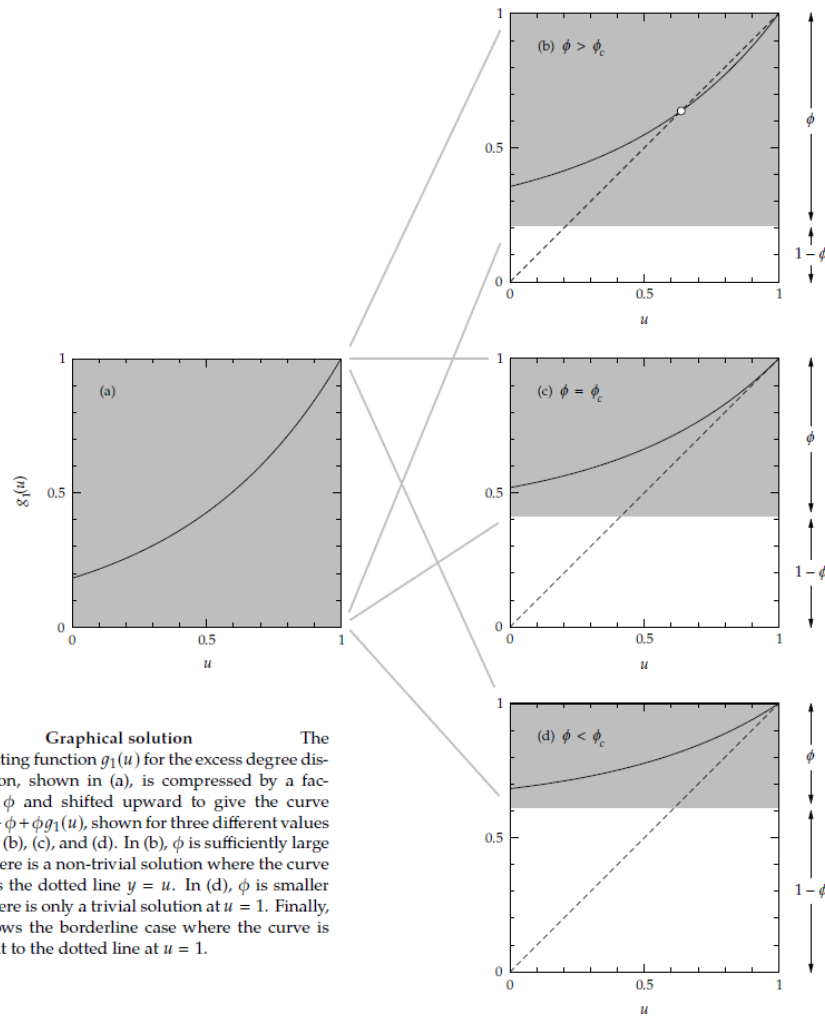 1
(b) ϕ > ϕc
0.5
0
0
0.5
1
u
ϕ
1 − ϕ
1
(a)
g1(u)
0.5
0
0
0.5
1
u
1
(c) ϕ = ϕc
0.5
0
0
0.5
1
u
ϕ
1 − ϕ
1
(d) ϕ < ϕc
0.5
0
0
0.5
1
u
ϕ
1 − ϕ
Graphical solution The
ting function g1(u) for the excess degree dis-
on, shown in (a), is compressed by a fac-
ϕ and shifted upward to give the curve
ϕ + ϕg1(u), shown for three different values
(b), (c), and (d). In (b), ϕ is sufficiently large
ere is a non-trivial solution where the curve
s the dotted line y = u. In (d), ϕ is smaller
ere is only a trivial solution at u = 1. Finally,
ows the borderline case where the curve is
t to the dotted line at u = 1.